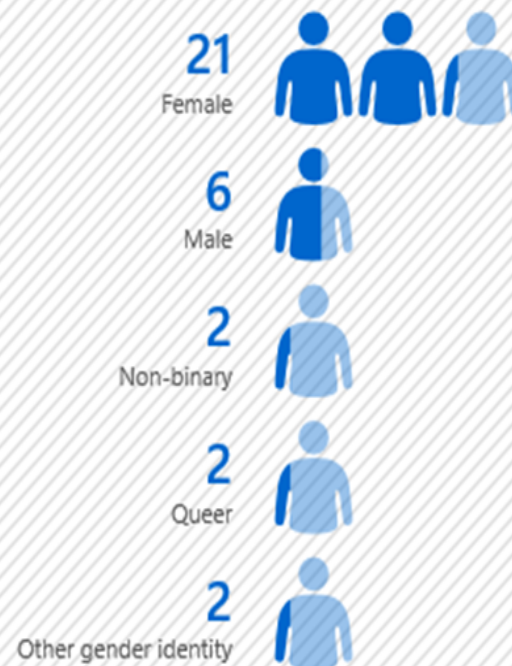 21
Female
6
Male
2
Non-binary
2
Queer
2
Other gender identity